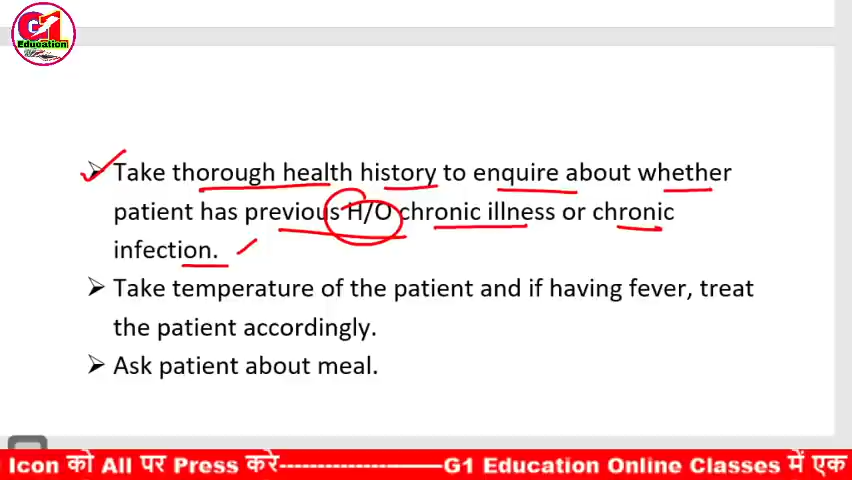 G1
Education
➢ Take thorough health history to enquire about whether
patient has previous H/O chronic illness or chronic
infection.
➢ Take temperature of the patient and if having fever, treat
the patient accordingly.
➢ Ask patient about meal.
Icon को All पर Press करे----------------------------G1 Education Online Classes में एक